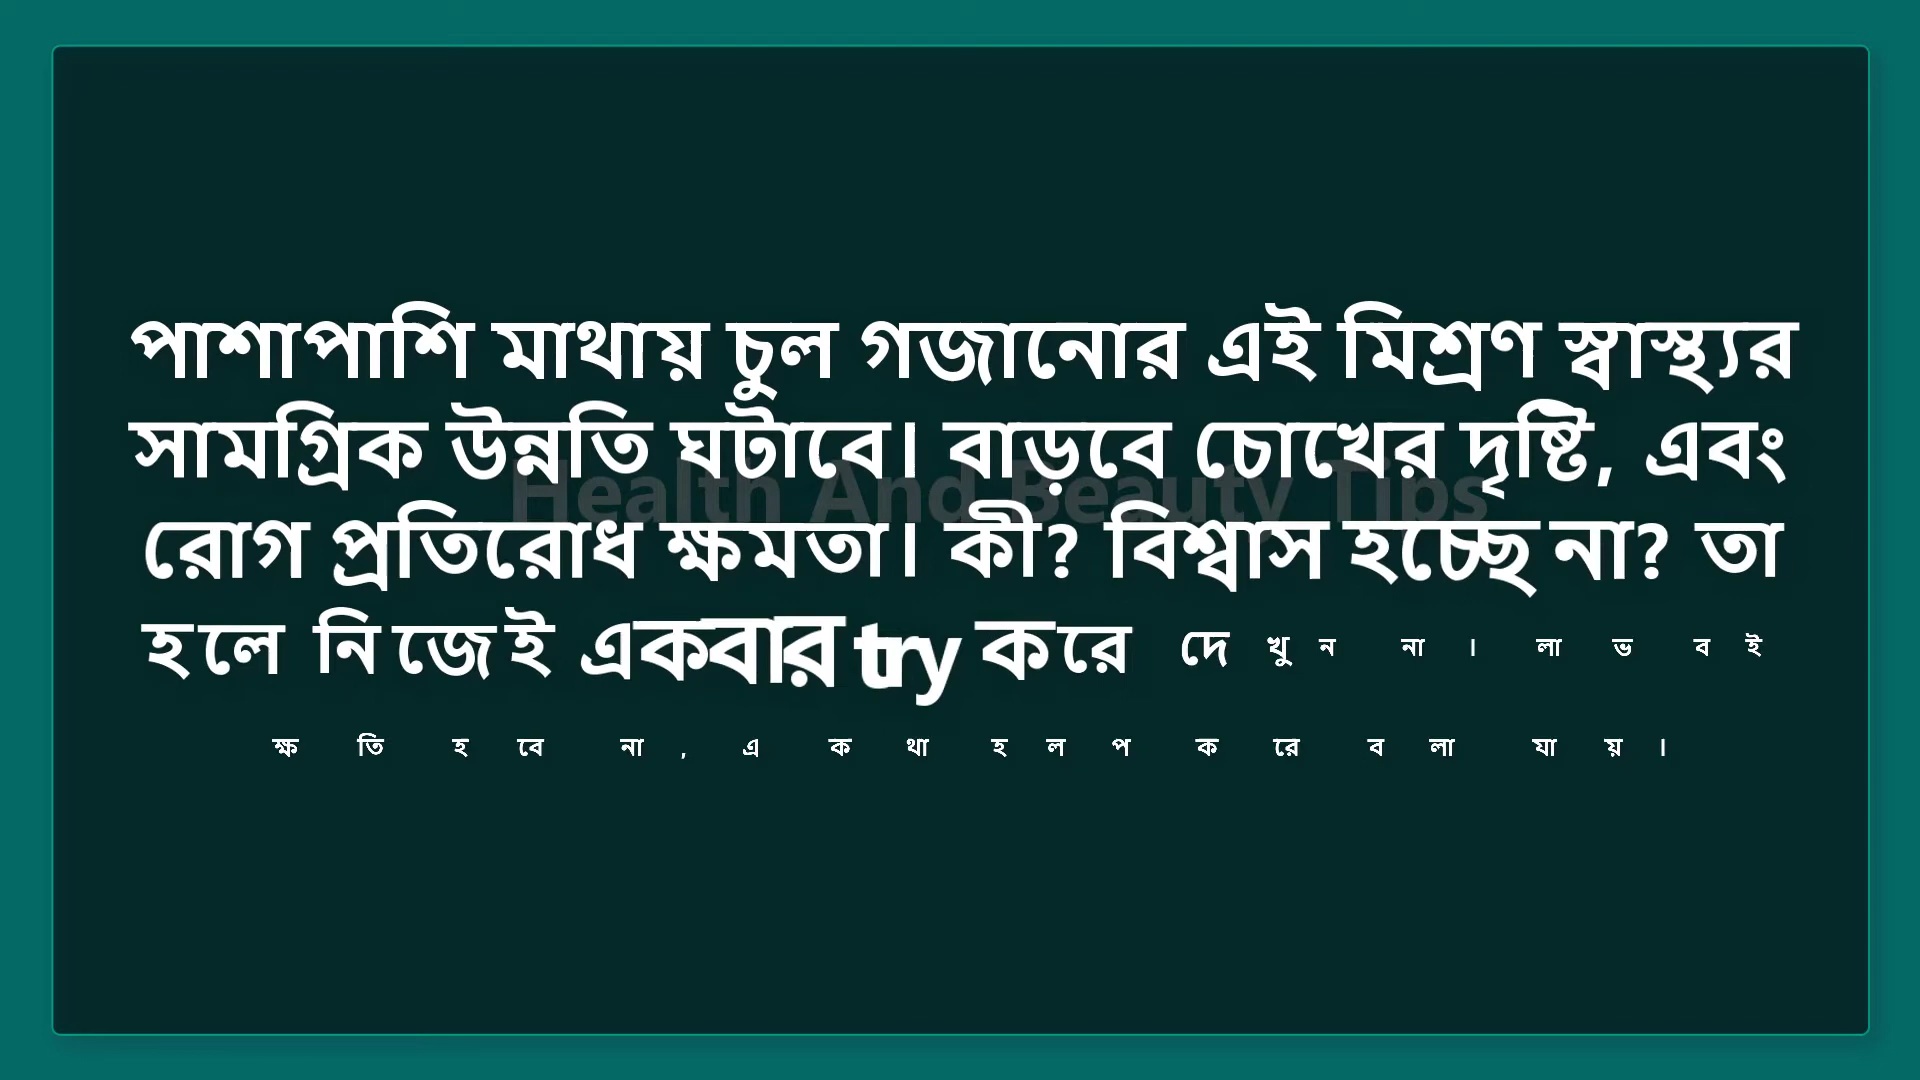 পাশাপাশি মাথায় চুল গজানোর এই মিশ্রণ স্বাস্থ্যর
সামগ্রিক উন্নতি ঘটাবে। বাড়বে চোখের দৃষ্টি, এবং
Health And Beauty Tips
রোগ প্রতিরোধ ক্ষমতা। কী? বিশ্বাস হচ্ছে না? তা
হলে নিজেই একবার try করে দেখুন না। লাভ বই
ক্ষতি হবে না, এ কথা হলপ করে বলা যায়।